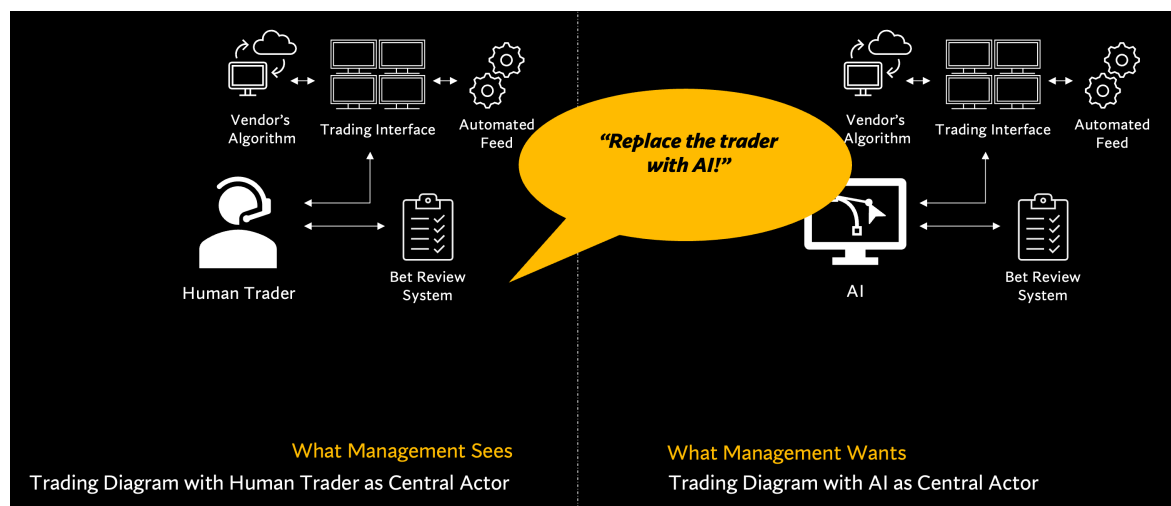 Vendor's
Algorithm
Trading Interface
Automated
Feed
Human Trader
Bet Review
System
"Replace the trader
with AI!"
Vendor's
Algorithm
Trading Interface
Automated
Feed
AI
Bet Review
System
What Management Sees
Trading Diagram with Human Trader as Central Actor
What Management Wants
Trading Diagram with AI as Central Actor